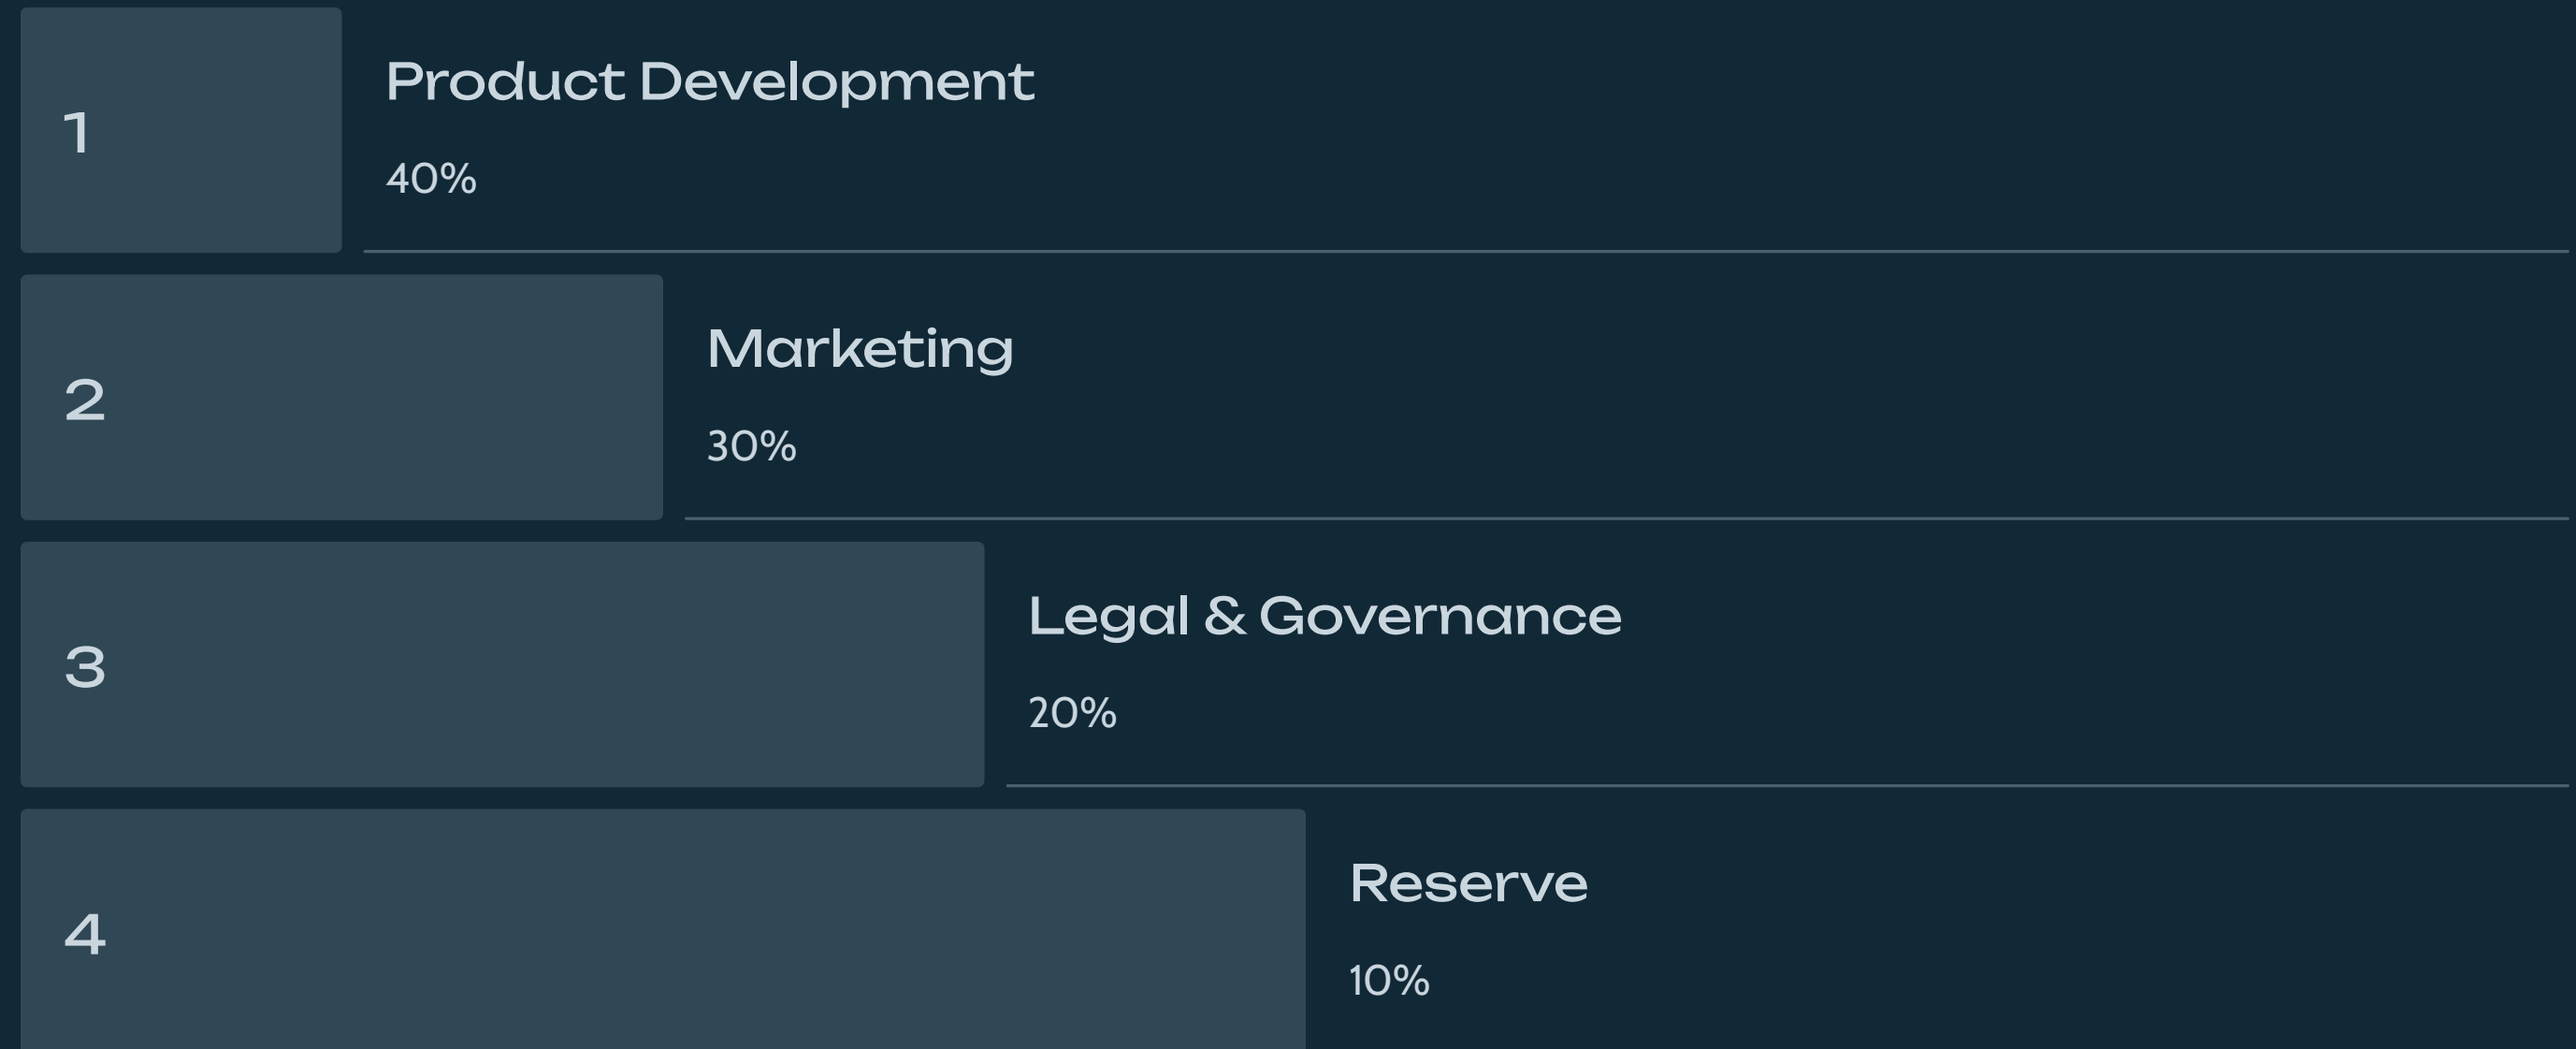 1
Product Development
40%
2
Marketing
30%
3
Legal & Governance
20%
4
Reserve
10%